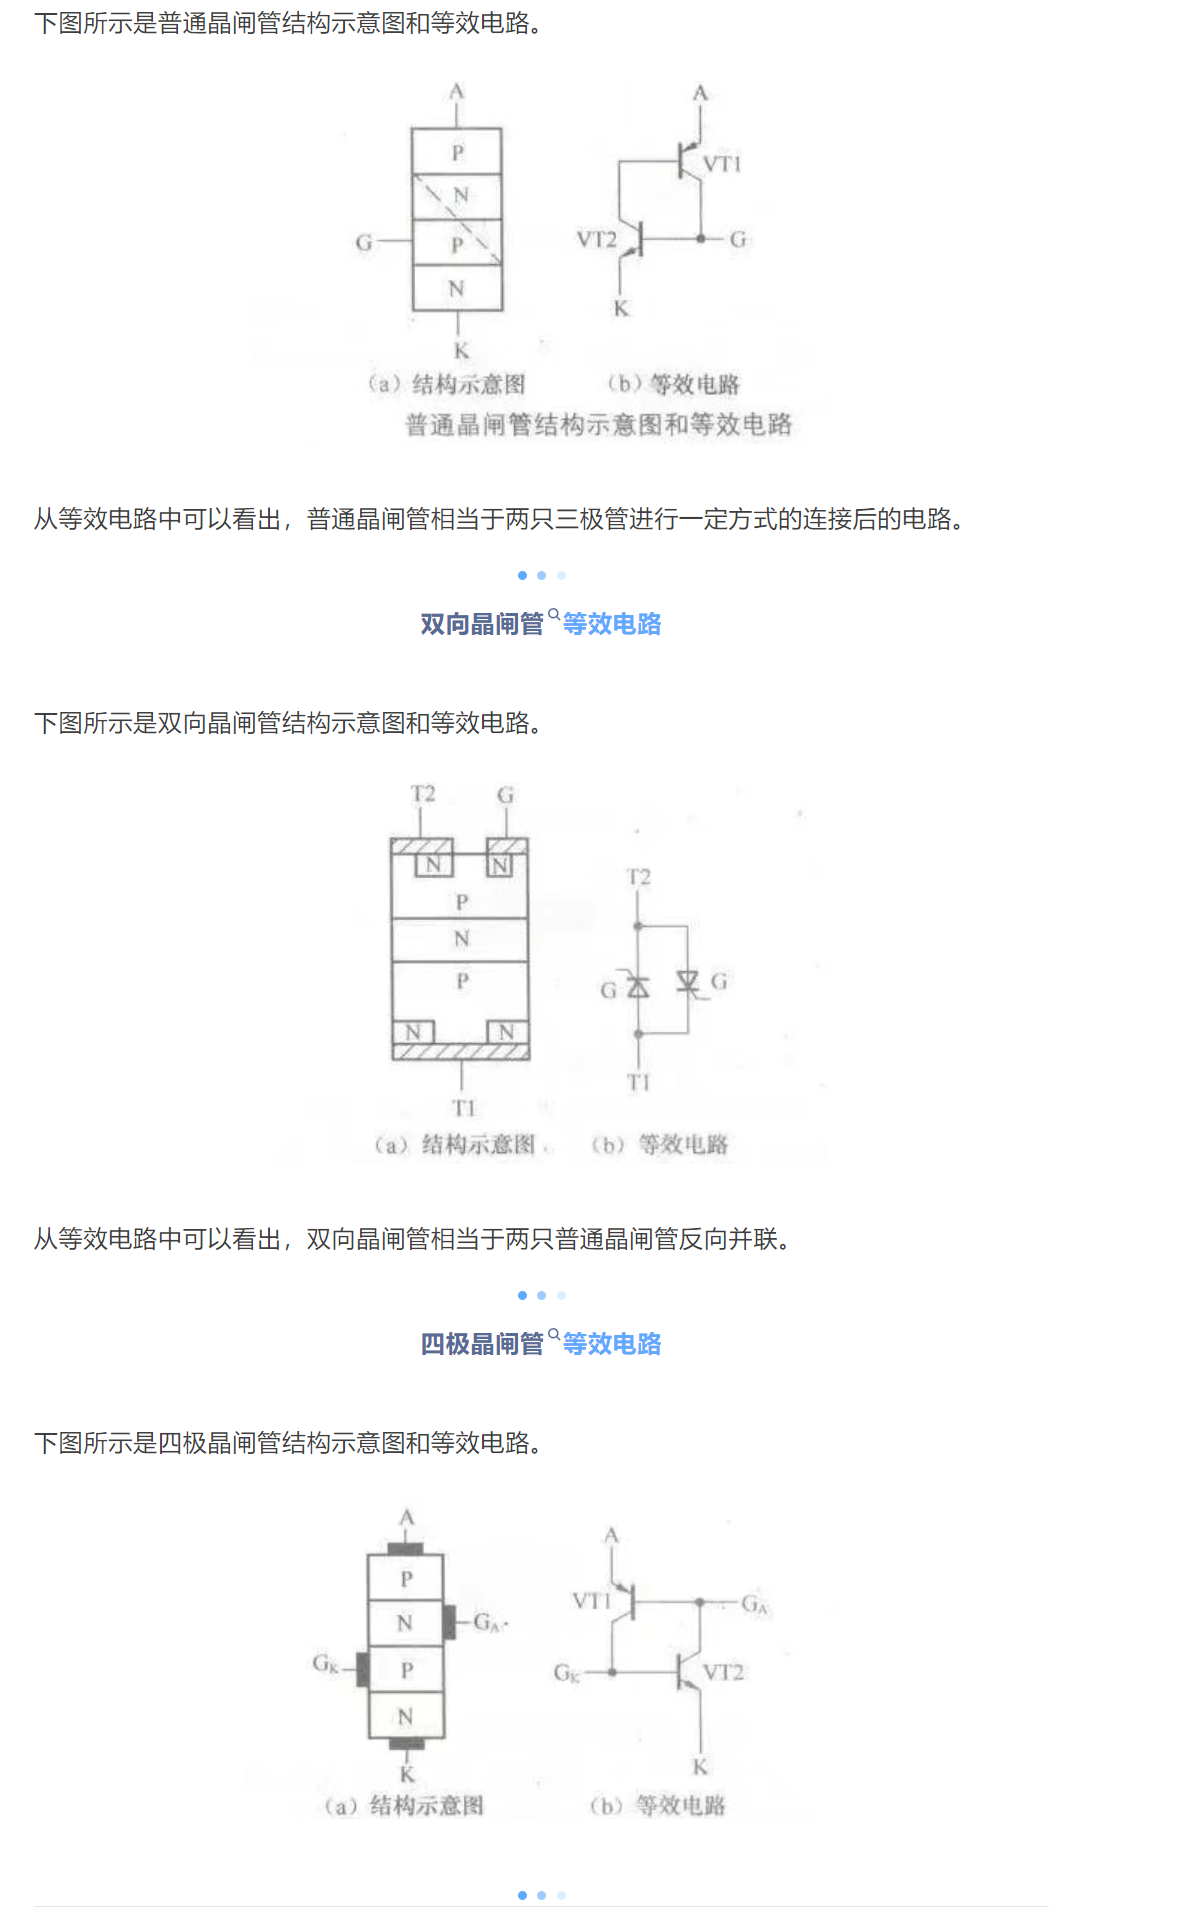 下图所示是普通晶闸管结构示意图和等效电路。
A
A
P
VT1
N
G
P
VT2
G
N
K
K
（a）结构示意图
（b）等效电路
普通晶闸管结构示意图和等效电路
从等效电路中可以看出，普通晶闸管相当于两只三极管进行一定方式的连接后的电路。
双向晶闸管等效电路
下图所示是双向晶闸管结构示意图和等效电路。
T2
G
N
N
T2
P
N
P
G
G
N
N
T1
T1
（a）结构示意图
（b）等效电路
从等效电路中可以看出，双向晶闸管相当于两只普通晶闸管反向并联。
四极晶闸管等效电路
下图所示是四极晶闸管结构示意图和等效电路。
A
A
P
VT1
GA
N
GA
GK
P
GK
VT2
N
K
K
（a）结构示意图
（b）等效电路